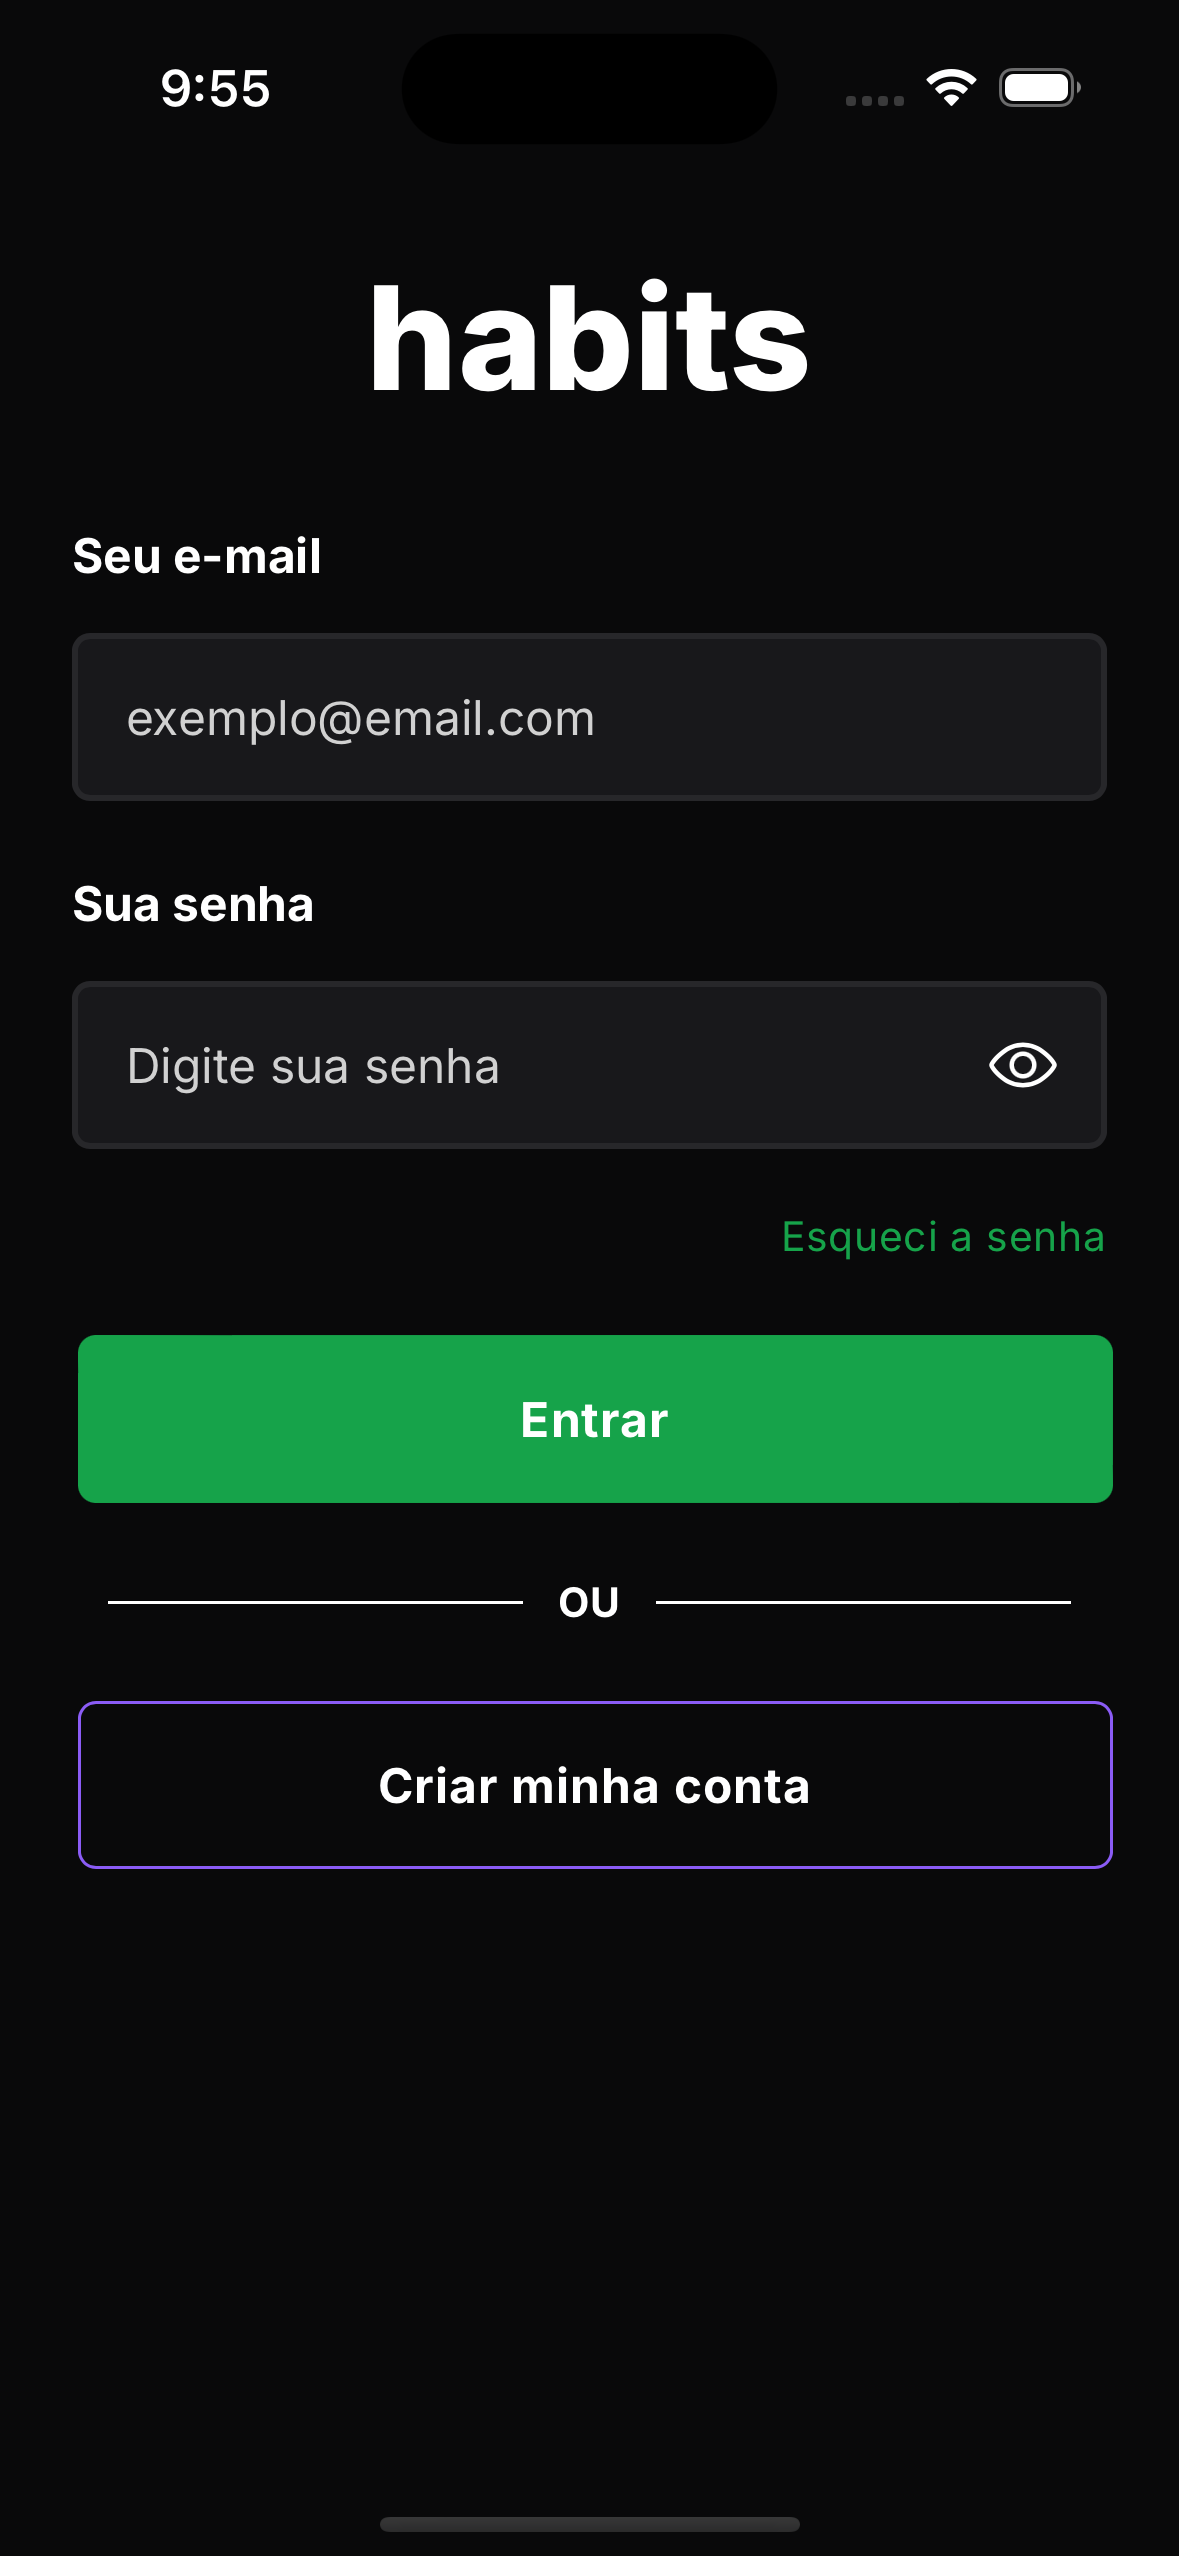 9:55
habits
Seu e-mail
exemplo@email.com
Sua senha
Digite sua senha
Esqueci a senha
Entrar
OU
Criar minha conta